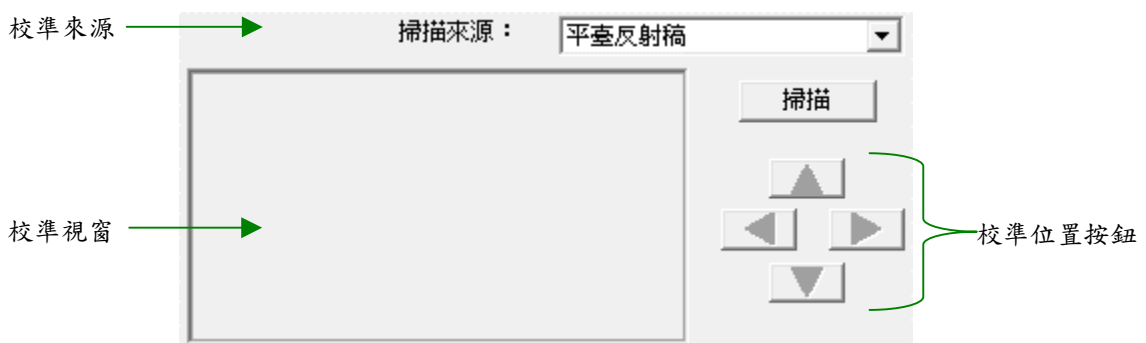 校準來源
掃描來源：
平臺反射稿
掃描
校準視窗
校準位置按鈕